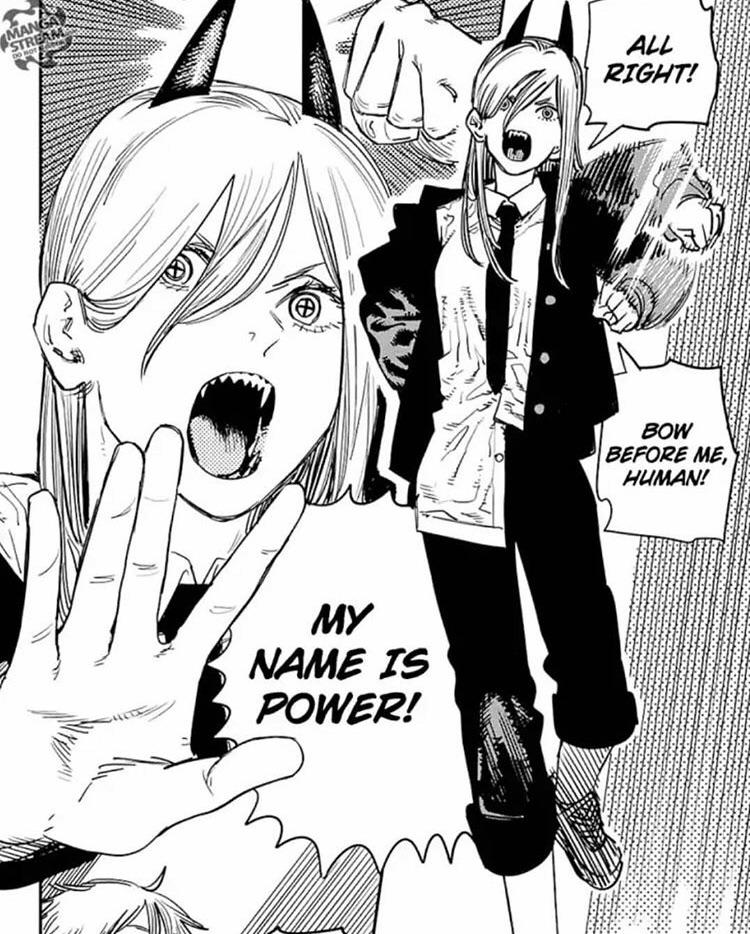 MANGA
STREAM
ALL
RIGHT!
BOW
BEFORE ME,
HUMAN!
MY
NAME IS
POWER!